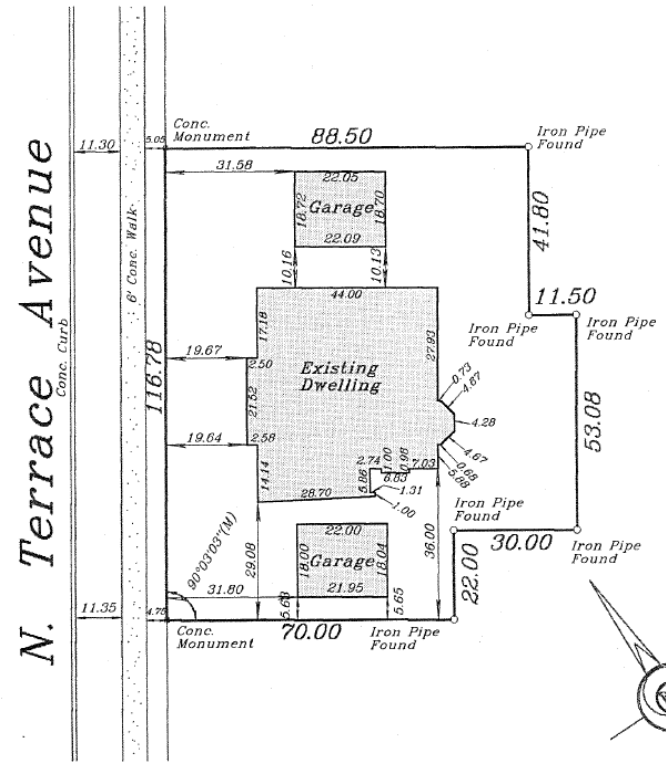 N. Terrace Avenue
Conc. Curb
6' Conc. Walk
11.30
5.05
Conc.
Monument
88.50
Iron Pipe
Found
31.58
22.05
18.72
Garage
18.70
22.09
41.80
10.16
10.13
44.00
11.50
Iron Pipe
Found
Iron Pipe
Found
17.18
27.93
116.78
19.67
2.50
Existing
Dwelling
0.73
4.67
21.52
4.28
53.08
19.64
2.58
4.67
0.68
5.88
2.74
1.00
0.98
7.03
6.83
5.86
14.14
28.70
1.31
1.00
Iron Pipe
Found
90°03'03"(M)
29.08
22.00
18.00
Garage
18.04
36.00
22.00
30.00
Iron Pipe
Found
31.80
21.95
11.35
4.75
5.63
5.65
Conc.
Monument
70.00
Iron Pipe
Found